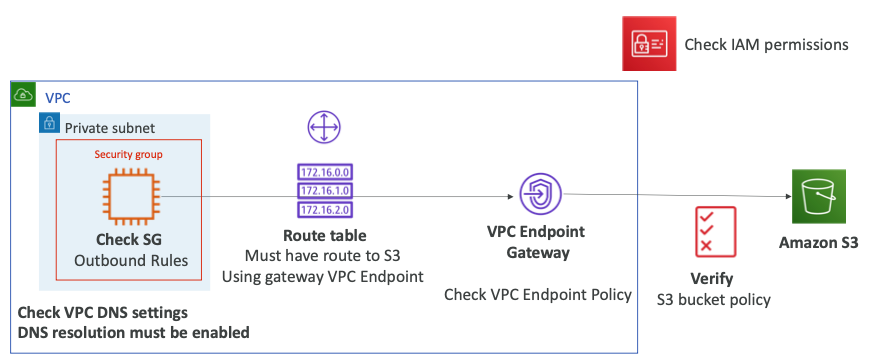 Check IAM permissions
VPC
Private subnet
Security group
Check SG
Outbound Rules
172.16.0.0
172.16.1.0
172.16.2.0
Route table
Must have route to S3
Using gateway VPC Endpoint
VPC Endpoint
Gateway
Check VPC Endpoint Policy
Verify
S3 bucket policy
Amazon S3
Check VPC DNS settings
DNS resolution must be enabled